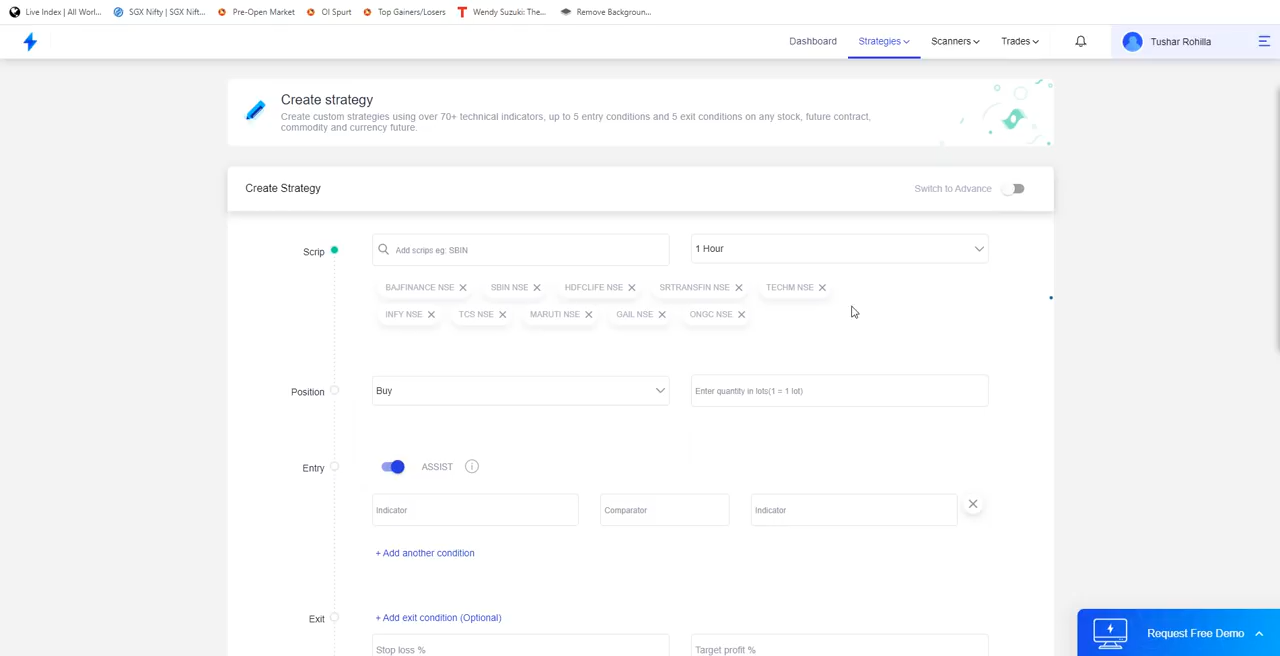 Live Index | All Worl... SGX Nifty | SGX Nift... Pre-Open Market OI Spurt Top Gainers/Losers Wendy Suzuki: The... Remove Backgroun...
Dashboard Strategies Scanners Trades Tushar Rohilla
Create strategy
Create custom strategies using over 70+ technical indicators, up to 5 entry conditions and 5 exit conditions on any stock, future contract,
commodity and currency future.
Create Strategy Switch to Advance
Scrip Add scrips eg: SBIN 1 Hour
BAJFINANCE NSE SBIN NSE HDFCLIFE NSE SRTRANSFIN NSE TECHM NSE
INFY NSE TCS NSE MARUTI NSE GAIL NSE ONGC NSE
Position Buy Enter quantity in lots(1 = 1 lot)
Entry ASSIST
Indicator Comparator Indicator
+ Add another condition
Exit + Add exit condition (Optional)
Stop loss % Target profit %
Request Free Demo